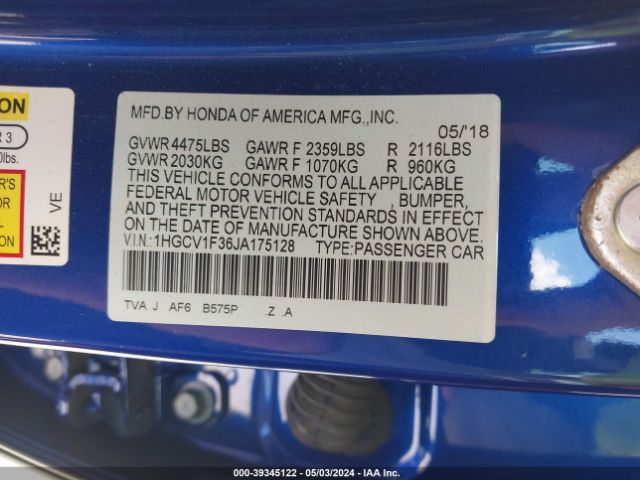 MFD.BY HONDA OF AMERICA MFG.,INC.
05/'18
GVWR 4475LBS GAWR F 2359LBS R 2116LBS
GVWR 2030KG GAWR F 1070KG R 960KG
THIS VEHICLE CONFORMS TO ALL APPLICABLE
FEDERAL MOTOR VEHICLE SAFETY , BUMPER,
AND THEFT PREVENTION STANDARDS IN EFFECT
ON THE DATE OF MANUFACTURE SHOWN ABOVE.
V.I.N.:1HGCV1F36JA175128 TYPE:PASSENGER CAR
TVA J AF6 B575P .Z .A
VE
000-39345122 - 05/03/2024 - IAA Inc.